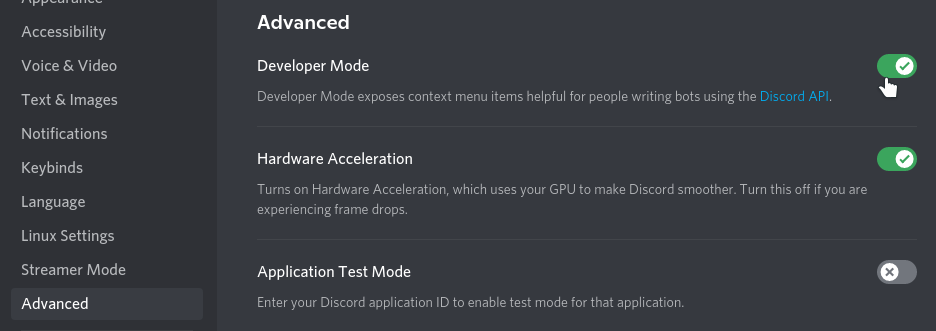 Appearance
Accessibility
Voice & Video
Text & Images
Notifications
Keybinds
Language
Linux Settings
Streamer Mode
Advanced
Advanced
Developer Mode
Developer Mode exposes context menu items helpful for people writing bots using the Discord API.
Hardware Acceleration
Turns on Hardware Acceleration, which uses your GPU to make Discord smoother. Turn this off if you are
experiencing frame drops.
Application Test Mode
Enter your Discord application ID to enable test mode for that application.